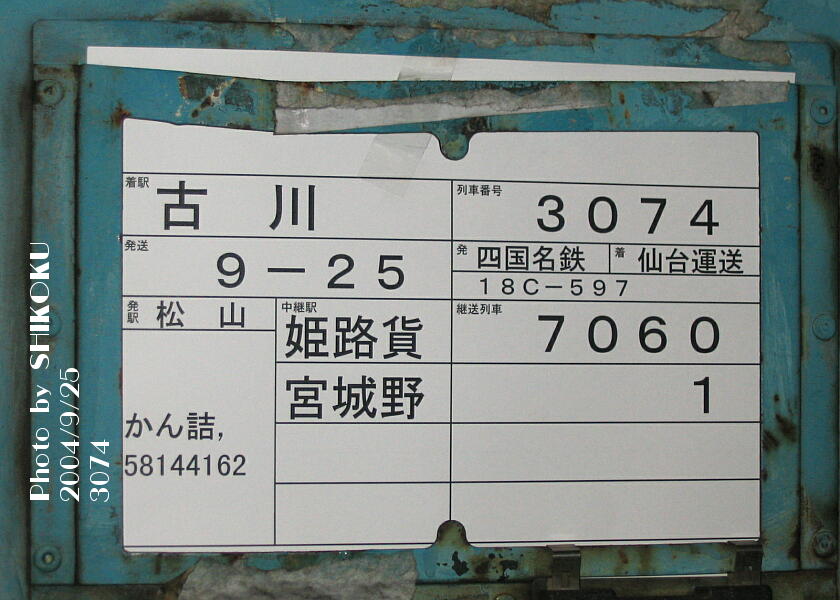 着駅 古川
列車番号 3074
発送 9-25
発 四国名鉄 着 仙台運送
18C-597
発駅 松山
中継駅 姫路貨
継送列車 7060
宮城野 1
かん詰,
58144162
Photo by SHIKOKU
2004/9/25
3074